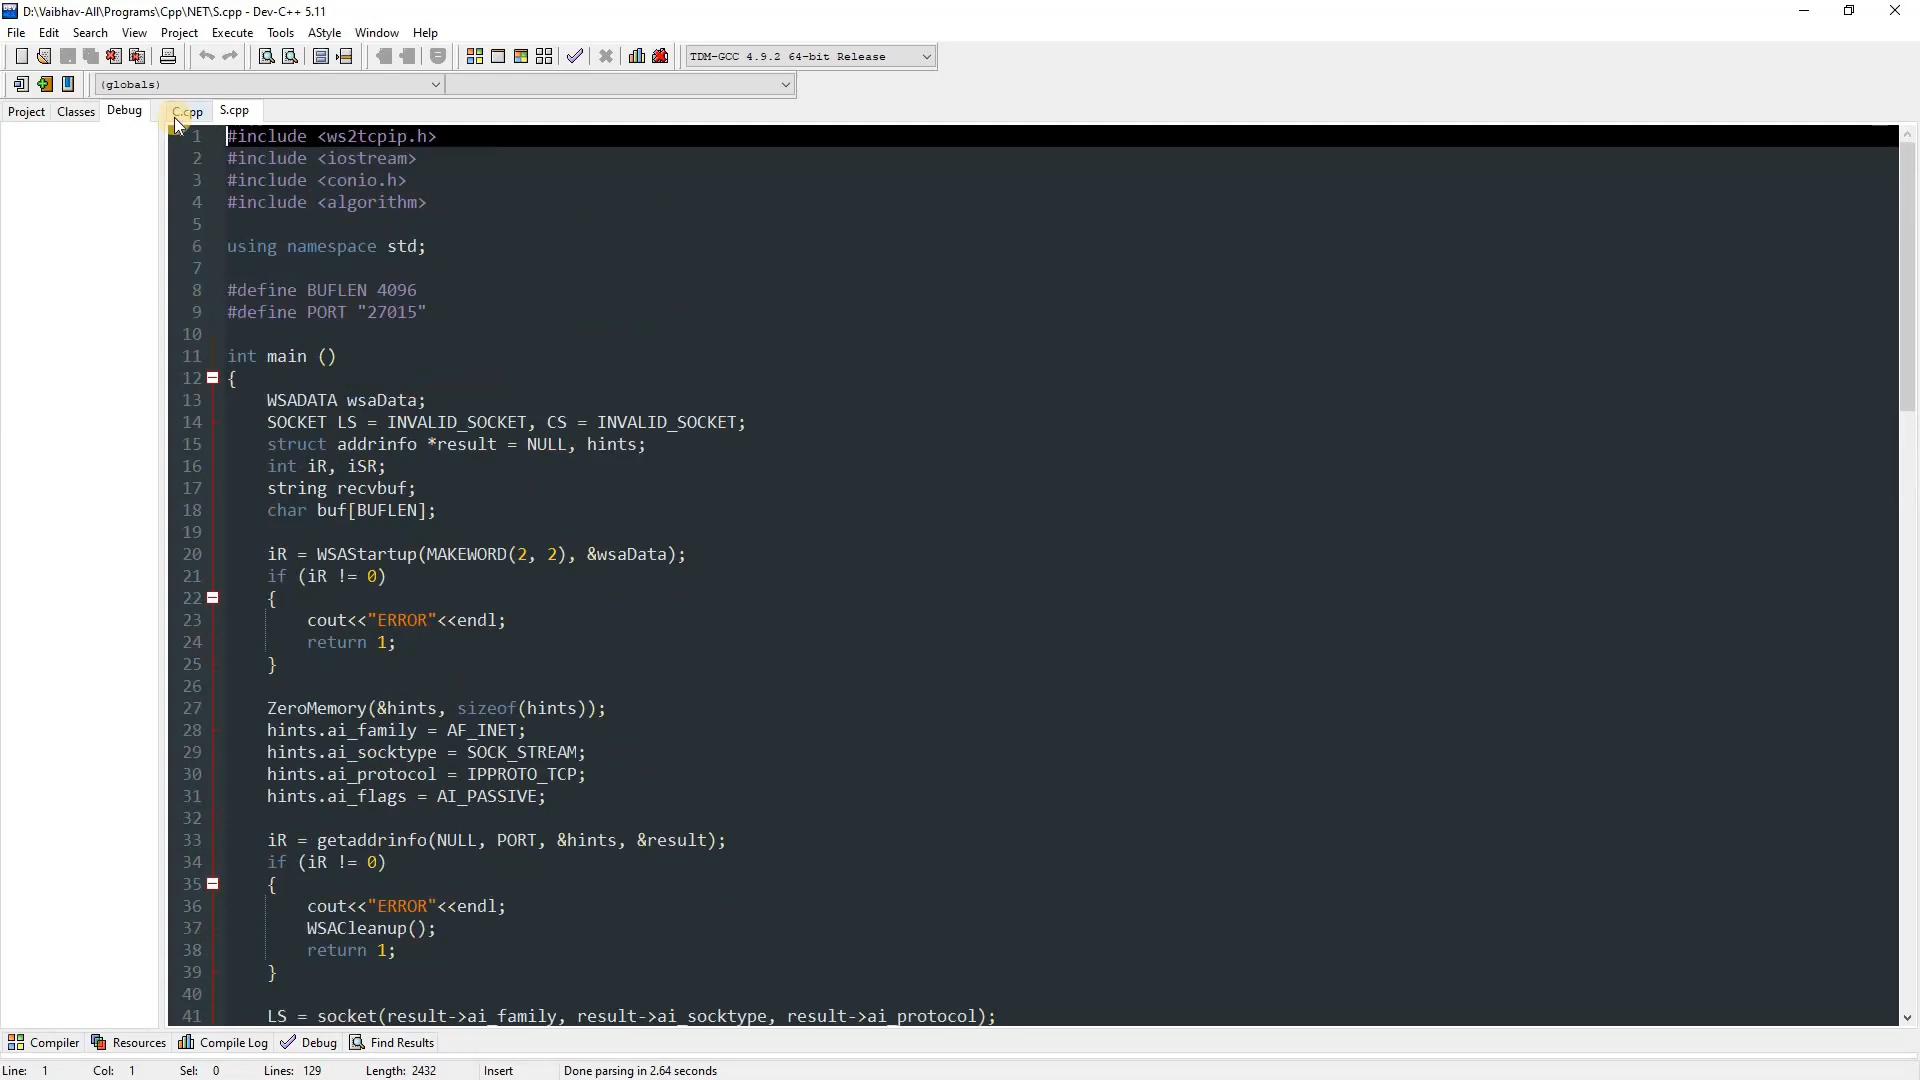 D:\Vaibhav-All\Programs\Cpp\NET\S.cpp - Dev-C++ 5.11
File Edit Search View Project Execute Tools AStyle Window Help
TDM-GCC 4.9.2 64-bit Release
(globals)
Project Classes Debug C.cpp S.cpp
1 #include <ws2tcpip.h>
2 #include <iostream>
3 #include <conio.h>
4 #include <algorithm>
5
6 using namespace std;
7
8 #define BUFLEN 4096
9 #define PORT "27015"
10
11 int main ()
12 {
13 WSADATA wsaData;
14 SOCKET LS = INVALID_SOCKET, CS = INVALID_SOCKET;
15 struct addrinfo *result = NULL, hints;
16 int iR, iSR;
17 string recvbuf;
18 char buf[BUFLEN];
19
20 iR = WSAStartup(MAKEWORD(2, 2), &wsaData);
21 if (iR != 0)
22 {
23 cout<<"ERROR"<<endl;
24 return 1;
25 }
26
27 ZeroMemory(&hints, sizeof(hints));
28 hints.ai_family = AF_INET;
29 hints.ai_socktype = SOCK_STREAM;
30 hints.ai_protocol = IPPROTO_TCP;
31 hints.ai_flags = AI_PASSIVE;
32
33 iR = getaddrinfo(NULL, PORT, &hints, &result);
34 if (iR != 0)
35 {
36 cout<<"ERROR"<<endl;
37 WSACleanup();
38 return 1;
39 }
40
41 LS = socket(result->ai_family, result->ai_socktype, result->ai_protocol);
Compiler Resources Compile Log Debug Find Results
Line: 1 Col: 1 Sel: 0 Lines: 129 Length: 2432 Insert Done parsing in 2.64 seconds